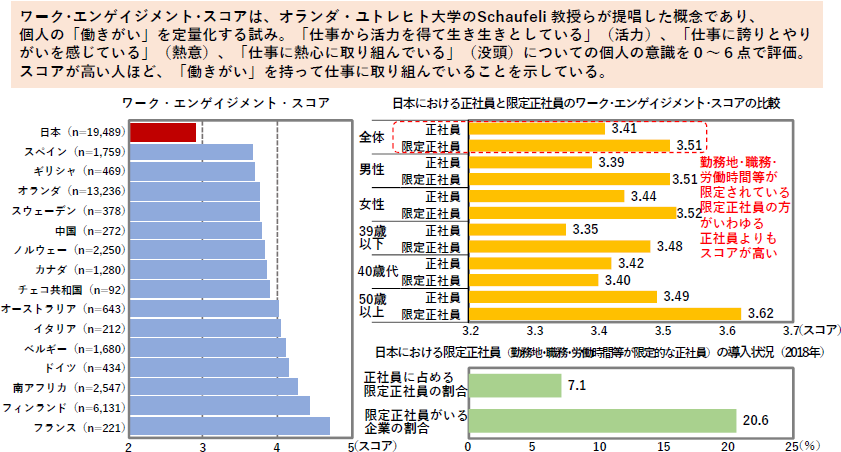 ワーク・エンゲイジメント・スコアは、オランダ・ユトレヒト大学のSchaufeli 教授らが提唱した概念であり、
個人の「働きがい」を定量化する試み。「仕事から活力を得て生き生きとしている」（活力）、「仕事に誇りとやり
がいを感じている」（熱意）、「仕事に熱心に取り組んでいる」（没頭）についての個人の意識を０～６点で評価。
スコアが高い人ほど、「働きがい」を持って仕事に取り組んでいることを示している。
ワーク・エンゲイジメント・スコア
日本（n=19,489）
スペイン（n=1,759）
ギリシャ（n=469）
オランダ（n=13,236）
スウェーデン（n=378）
中国（n=272）
ノルウェー（n=2,250）
カナダ（n=1,280）
チェコ共和国（n=92）
オーストラリア（n=643）
イタリア（n=212）
ベルギー（n=1,680）
ドイツ（n=434）
南アフリカ（n=2,547）
フィンランド（n=6,131）
フランス（n=221）
2 3 4 5(スコア)
日本における正社員と限定正社員のワーク・エンゲイジメント・スコアの比較
全体
正社員 3.41
限定正社員 3.51
男性
正社員 3.39
限定正社員 3.51
女性
正社員 3.44
限定正社員 3.52
39歳
以下
正社員 3.35
限定正社員 3.48
40歳代
正社員 3.42
限定正社員 3.40
50歳
以上
正社員 3.49
限定正社員 3.62
3.2 3.3 3.4 3.5 3.6 3.7(スコア)
勤務地・職務・
労働時間等が
限定されている
限定正社員の方
がいわゆる
正社員よりも
スコアが高い
日本における限定正社員（勤務地・職務・労働時間等が限定的な正社員）の導入状況（2018年）
正社員に占める
限定正社員の割合
7.1
限定正社員がいる
企業の割合
20.6
0 5 10 15 20 25(％)